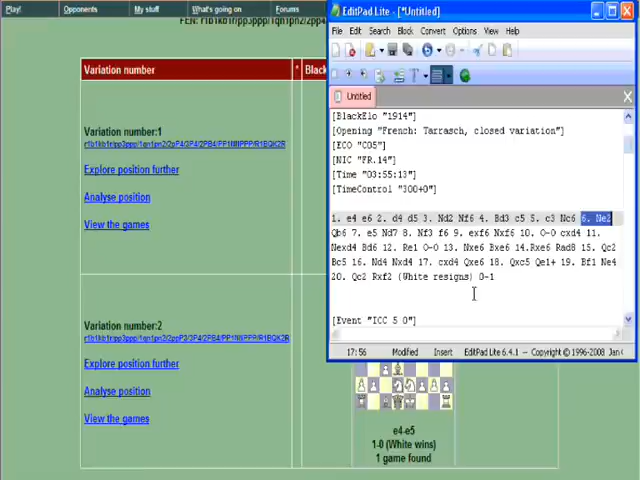 Play!
Opponents
My stuff
What's going on
Forums
FEN: r1b1kb1r/pp3ppp/1qn1pn2/2pp4
Variation number
* Black
Variation number:1
Explore position further
Analyse position
View the games
Variation number:2
Explore position further
Analyse position
View the games
e4-e5
1-0 (White wins)
1 game found
EditPad Lite - [*Untitled]
File Edit Search Block Convert Options View Help
Untitled
[BlackElo "1914"]
[Opening "French: Tarrasch, closed variation"]
[ECO "C05"]
[NIC "FR.14"]
[Time "03:55:13"]
[TimeControl "300+0"]
1. e4 e6 2. d4 d5 3. Nd2 Nf6 4. Bd3 c5 5. c3 Nc6 6. Ne2
Qb6 7. e5 Nd7 8. Nf3 f6 9. exf6 Nxf6 10. O-O cxd4 11.
Nexd4 Bd6 12. Re1 O-O 13. Nxe6 Bxe6 14.Rxe6 Rad8 15. Qc2
Bc5 16. Nd4 Nxd4 17. cxd4 Qxe6 18. Qxc5 Qe1+ 19. Bf1 Ne4
20. Qc2 Rxf2 (White resigns) 0-1
[Event "ICC 5 0"]
17:56 Modified Insert EditPad Lite 6.4.1 - Copyright © 1996-2008 Jan